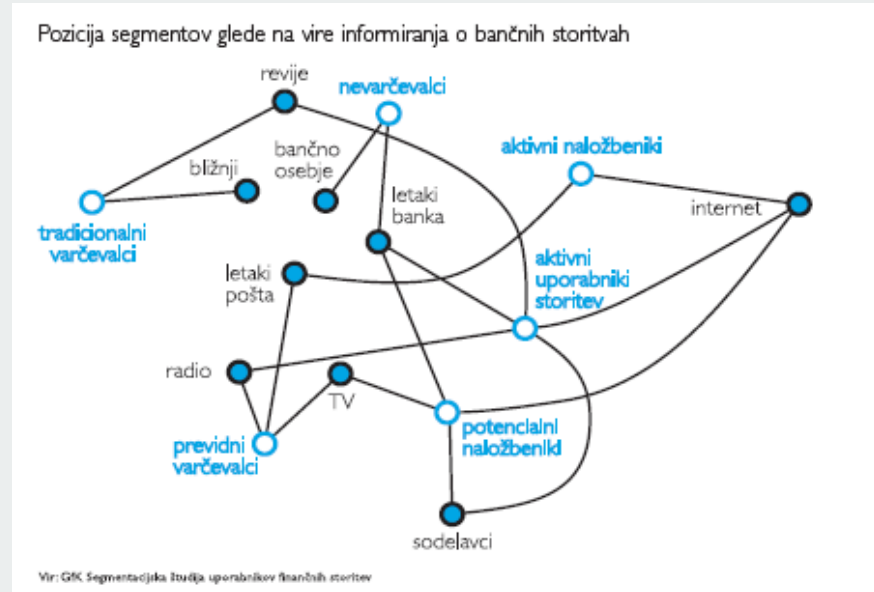 Pozicija segmentov glede na vire informiranja o bančnih storitvah
revije
nevarčevalci
bančno
osebje
bližnji
aktivni naložbeniki
letaki
banka
internet
tradicionalni
varčevalci
letaki
pošta
aktivni
uporabniki
storitev
radio
TV
previdni
varčevalci
potencialni
naložbeniki
sodelavci
Vir: GfK Segmentacijska študija uporabnikov finančnih storitev